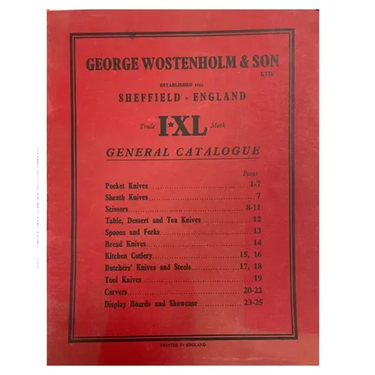 GEORGE WOSTENHOLM & SON
LTD.
ESTABLISHED
SHEFFIELD - ENGLAND
Trade I*XL Mark
GENERAL CATALOGUE
Pages
Pocket Knives 1-7
Sheath Knives 7
Scissors 8-11
Table, Dessert and Tea Knives 12
Spoons and Forks 13
Bread Knives 14
Kitchen Cutlery 15, 16
Butchers' Knives and Steels 17, 18
Tool Knives 19
Carvers 20-22
Display Boards and Showcase 23-25
PRINTED IN ENGLAND